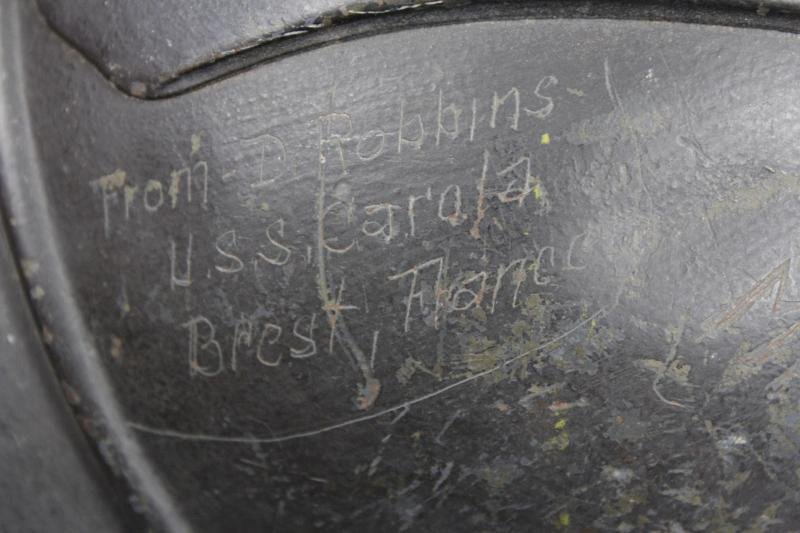 From D Robbins
U.S.S. Carola
Brest, France